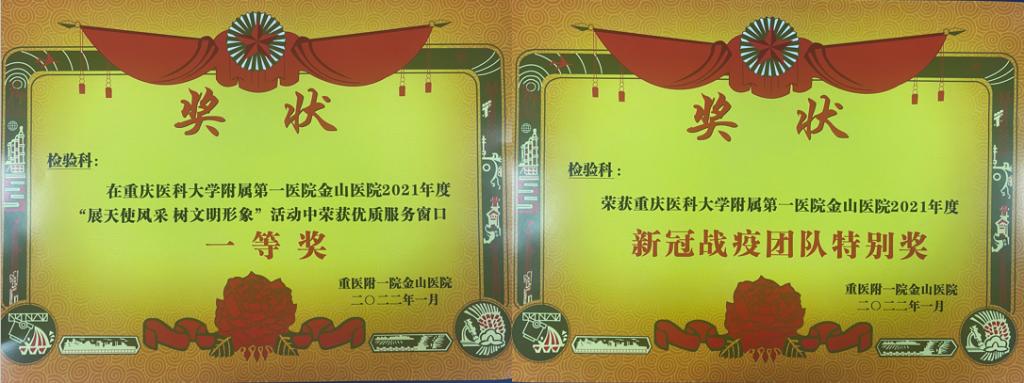 奖状
检验科：
在重庆医科大学附属第一医院金山医院2021年度
“展天使风采 树文明形象”活动中荣获优质服务窗口
一等奖
重医附一院金山医院
二〇二二年一月
奖状
检验科：
荣获重庆医科大学附属第一医院金山医院2021年度
新冠战疫团队特别奖
重医附一院金山医院
二〇二二年一月